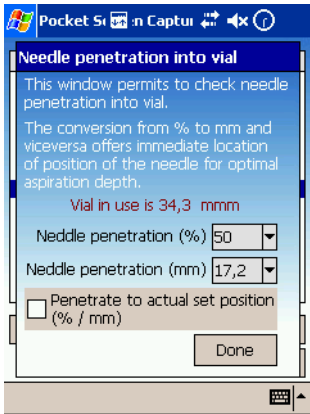 Pocket S :n Captui
Needle penetration into vial
This window permits to check needle
penetration into vial.
The conversion from % to mm and
viceversa offers immediate location
of position of the needle for optimal
aspiration depth.
Vial in use is 34,3 mmm
Neddle penetration (%) 50
Neddle penetration (mm) 17,2
Penetrate to actual set position
(% / mm)
Done